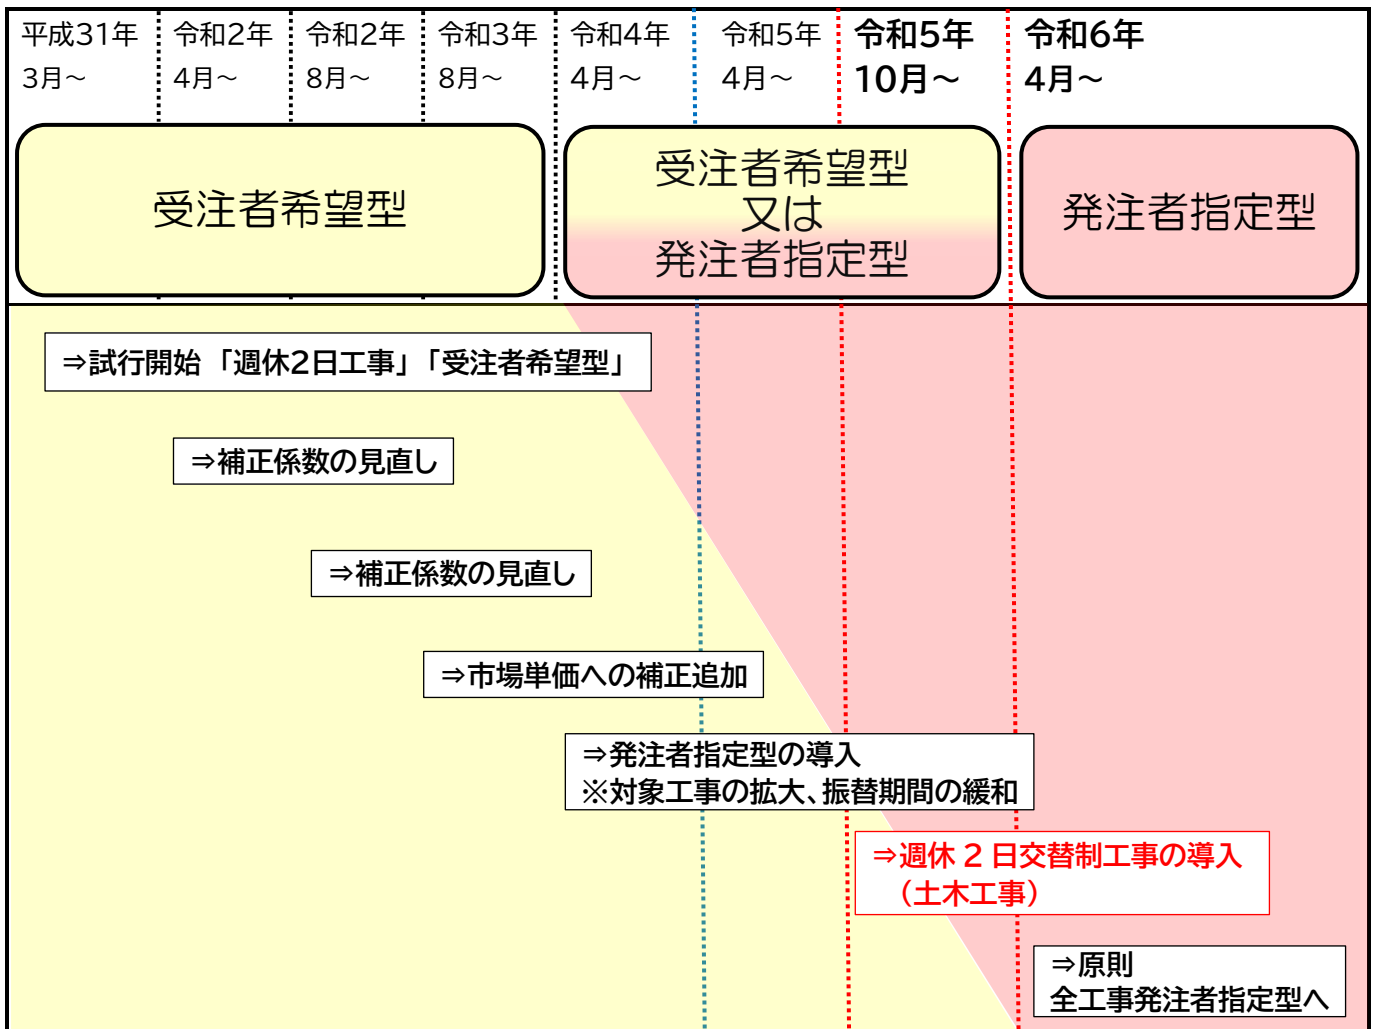 平成31年
3月～
令和2年
4月～
令和2年
8月～
令和3年
8月～
令和4年
4月～
令和5年
4月～
令和5年
10月～
令和6年
4月～
受注者希望型
受注者希望型
又は
発注者指定型
発注者指定型
⇒試行開始 「週休2日工事」「受注者希望型」
⇒補正係数の見直し
⇒補正係数の見直し
⇒市場単価への補正追加
⇒発注者指定型の導入
※対象工事の拡大、振替期間の緩和
⇒週休 2 日交替制工事の導入
（土木工事）
⇒原則
全工事発注者指定型へ